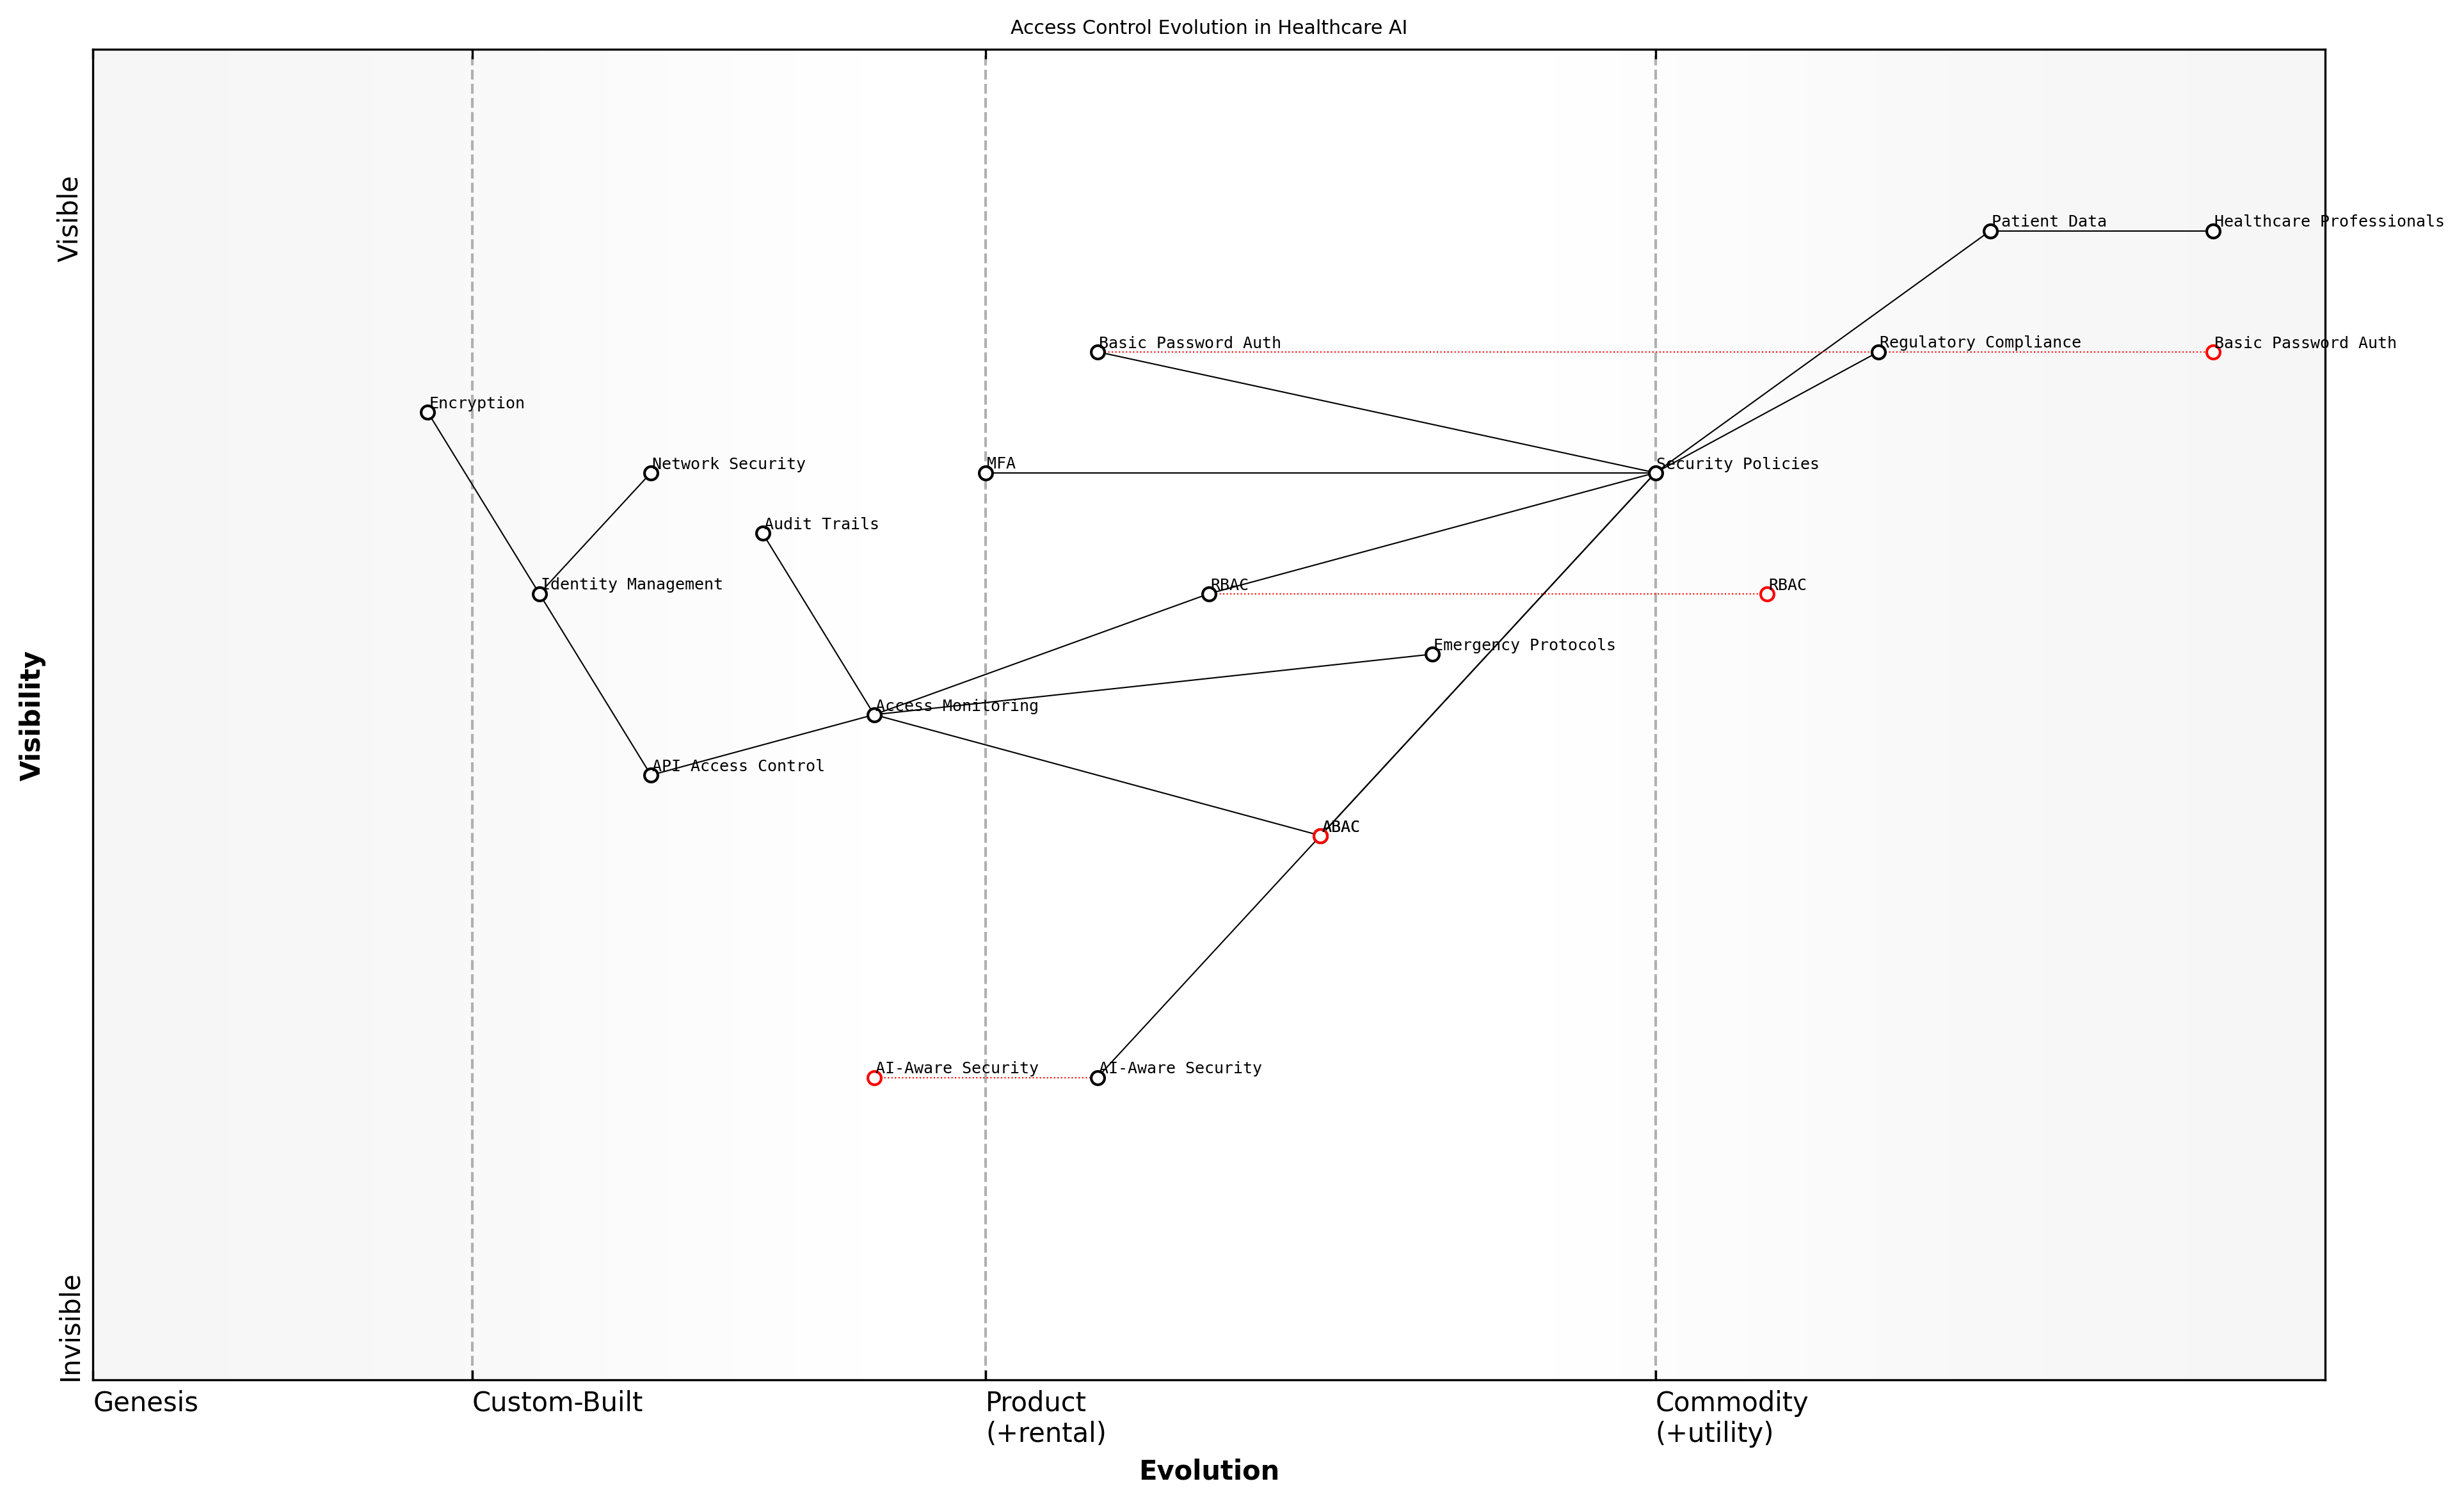 Access Control Evolution in Healthcare AI
Visible
Patient Data
Healthcare Professionals
Basic Password Auth
Regulatory Compliance
Basic Password Auth
Encryption
Network Security
MFA
Security Policies
Audit Trails
Identity Management
RBAC
RBAC
Emergency Protocols
Access Monitoring
Visibility
API Access Control
ABAC
AI-Aware Security
AI-Aware Security
Invisible
Genesis
Custom-Built
Product
(+rental)
Commodity
(+utility)
Evolution